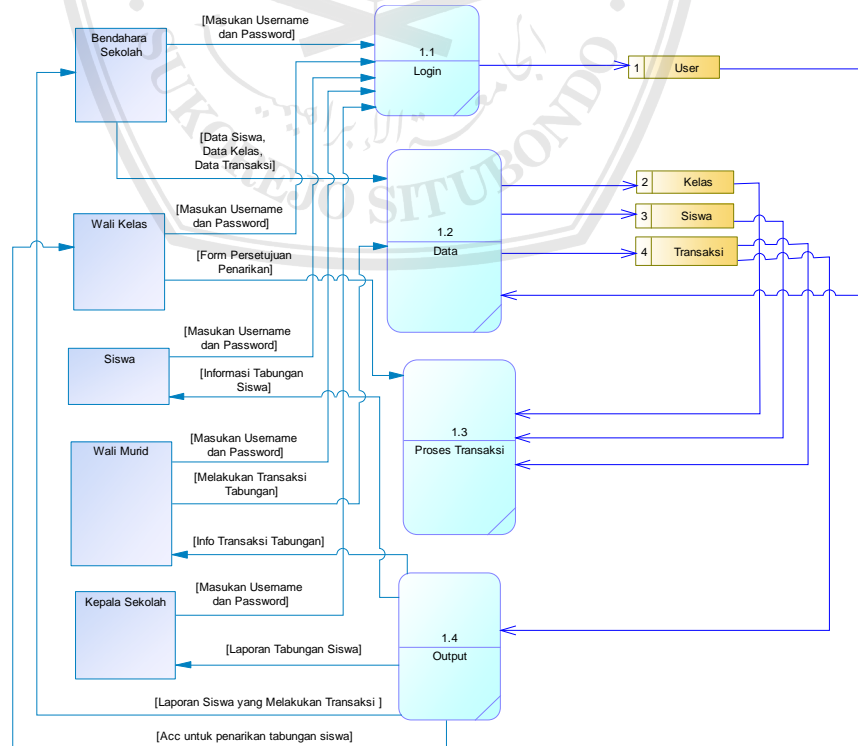 [Masukan Username
dan Password]
Bendahara
Sekolah
1.1
Login
1
User
[Data Siswa,
Data Kelas,
Data Transaksi]
2
Kelas
3
Siswa
4
Transaksi
1.2
Data
Wali Kelas
[Masukan Username
dan Password]
[Form Persetujuan
Penarikan]
Siswa
[Masukan Username
dan Password]
[Informasi Tabungan
Siswa]
1.3
Proses Transaksi
Wali Murid
[Masukan Username
dan Password]
[Melakukan Transaksi
Tabungan]
[Info Transaksi Tabungan]
Kepala Sekolah
[Masukan Username
dan Password]
1.4
Output
[Laporan Tabungan Siswa]
[Laporan Siswa yang Melakukan Transaksi ]
[Acc untuk penarikan tabungan siswa]
SUKOREJO SITUBONDO